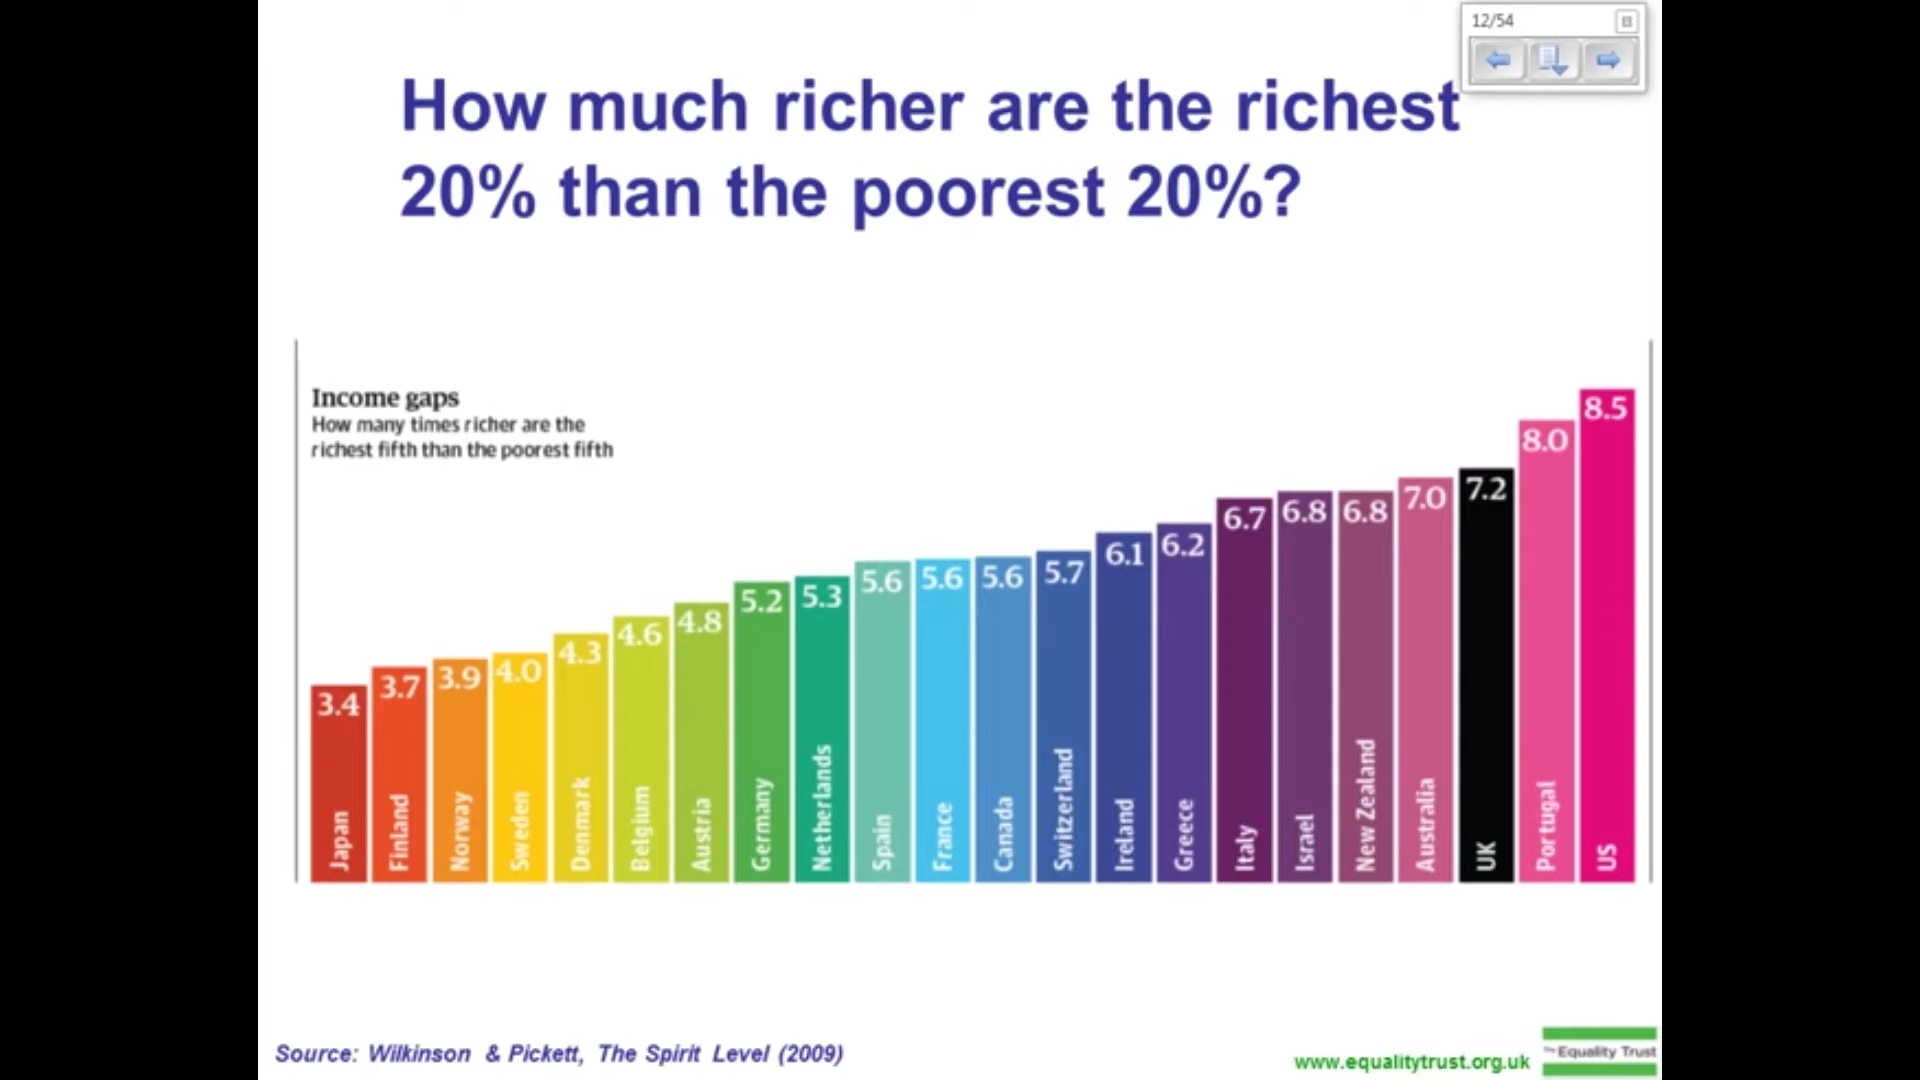 12/54
How much richer are the richest
20% than the poorest 20%?
Income gaps
How many times richer are the
richest fifth than the poorest fifth
3.4
3.7
3.9
4.0
4.3
4.6
4.8
5.2
5.3
5.6
5.6
5.6
5.7
6.1
6.2
6.7
6.8
6.8
7.0
7.2
8.0
8.5
Japan
Finland
Norway
Sweden
Denmark
Belgium
Austria
Germany
Netherlands
Spain
France
Canada
Switzerland
Ireland
Greece
Italy
Israel
New Zealand
Australia
UK
Portugal
US
Source: Wilkinson & Pickett, The Spirit Level (2009)
www.equalitytrust.org.uk
The Equality Trust